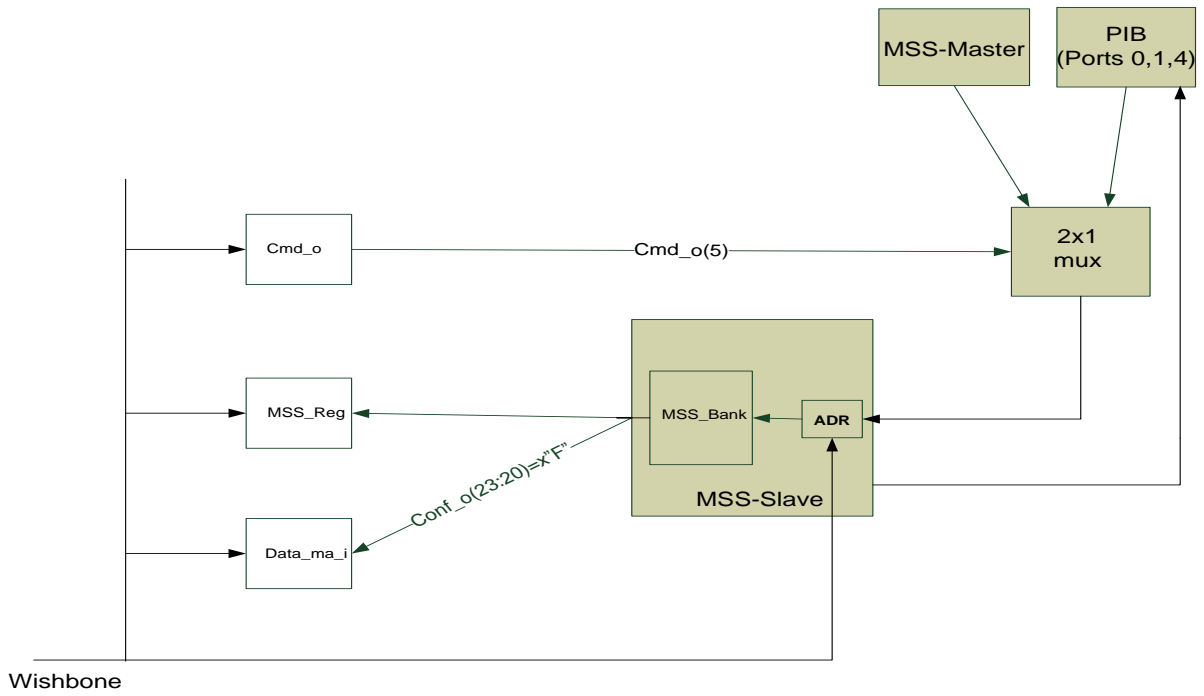 MSS-Master
PIB
(Ports 0,1,4)
2x1
mux
Cmd_o
Cmd_o(5)
MSS_Reg
MSS_Bank
ADR
MSS-Slave
Conf_o(23:20)=x”F”
Data_ma_i
Wishbone